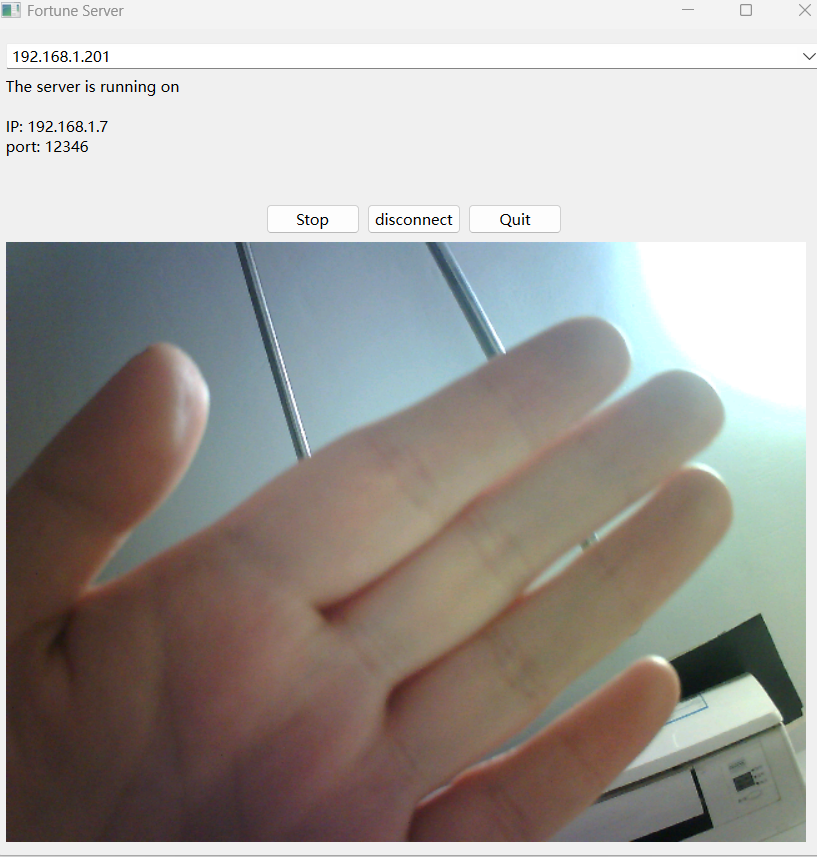 Fortune Server
192.168.1.201
The server is running on
IP: 192.168.1.7
port: 12346
Stop
disconnect
Quit